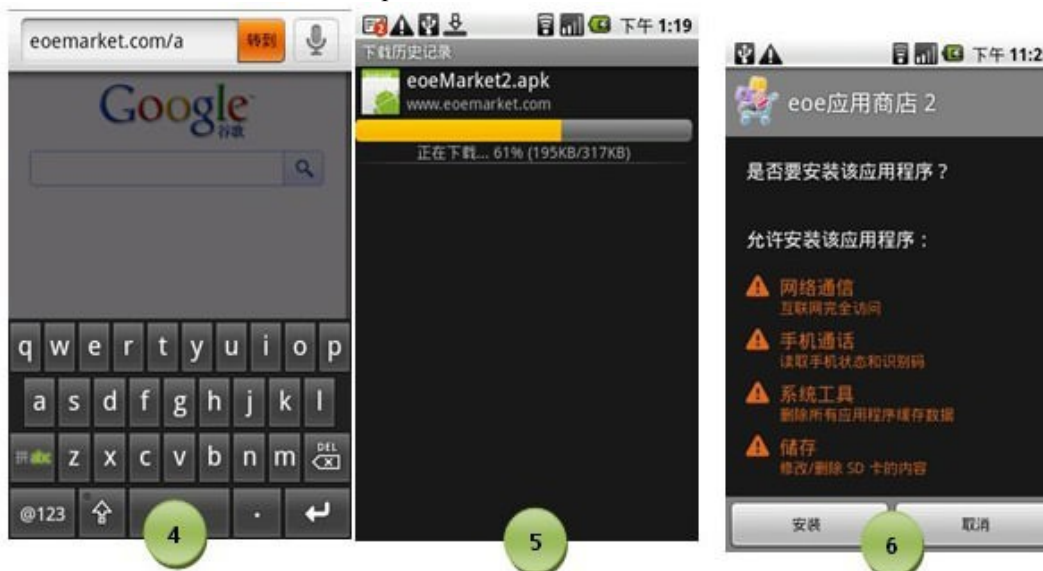 eoemarket.com/a
转到
Google
谷歌
q w e r t y u i o p
a s d f g h j k l
拼abc z x c v b n m DEL
@123 .
4
下午 1:19
下载历史记录
eoeMarket2.apk
www.eoemarket.com
正在下载... 61% (195KB/317KB)
5
下午 11:2
eoe应用商店 2
是否要安装该应用程序？
允许安装该应用程序：
网络通信
互联网完全访问
手机通话
读取手机状态和识别码
系统工具
删除所有应用程序缓存数据
储存
修改/删除 SD 卡的内容
安装
取消
6